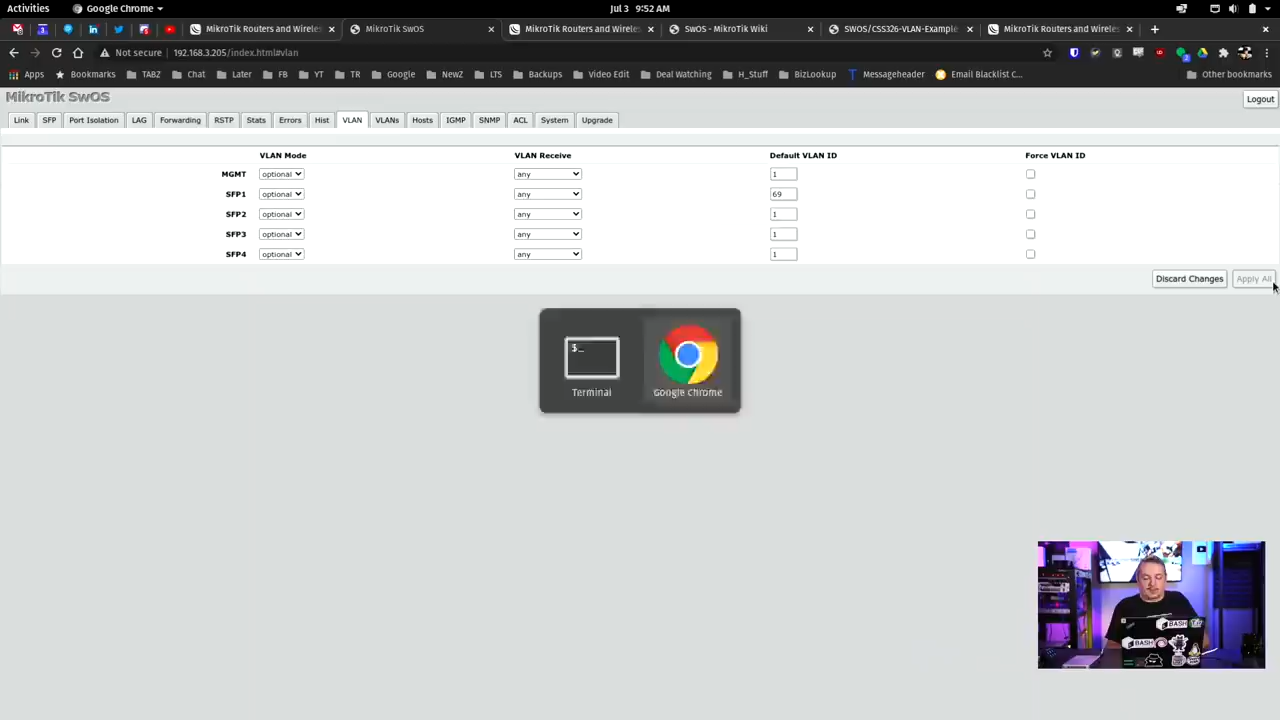 Activities
Google Chrome
Jul 3 9:52 AM
MikroTik Routers and Wireles
MikroTik SwOS
MikroTik Routers and Wireles
SwOS - MikroTik Wiki
SWOS/CSS326-VLAN-Example
MikroTik Routers and Wireles
Not secure
192.168.3.205/index.html#vlan
Apps
Bookmarks
TABZ
Chat
Later
FB
YT
TR
Google
New2
LTS
Backups
Video Edit
Deal Watching
H_Stuff
BizLookup
Messageheader
Email Blacklist C...
Other bookmarks
MikroTik SwOS
Logout
Link
SFP
Port Isolation
LAG
Forwarding
RSTP
Stats
Errors
Hist
VLAN
VLANs
Hosts
IGMP
SNMP
ACL
System
Upgrade
VLAN Mode VLAN Receive Default VLAN ID Force VLAN ID
MGMT optional any 1
SFP1 optional any 69
SFP2 optional any 1
SFP3 optional any 1
SFP4 optional any 1
Discard Changes
Apply All
$_
Terminal
Google Chrome
BASH
BASH